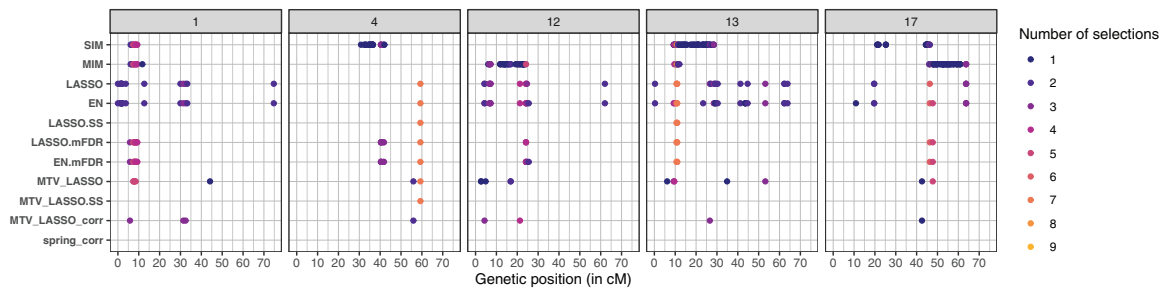 1 4 12 13 17
SIM
MIM
LASSO
EN
LASSO.SS
LASSO.mFDR
EN.mFDR
MTV_LASSO
MTV_LASSO.SS
MTV_LASSO_corr
spring_corr
0 10 20 30 40 50 60 70 0 10 20 30 40 50 60 70 0 10 20 30 40 50 60 70 0 10 20 30 40 50 60 70 0 10 20 30 40 50 60 70
Genetic position (in cM)
Number of selections
1
2
3
4
5
6
7
8
9